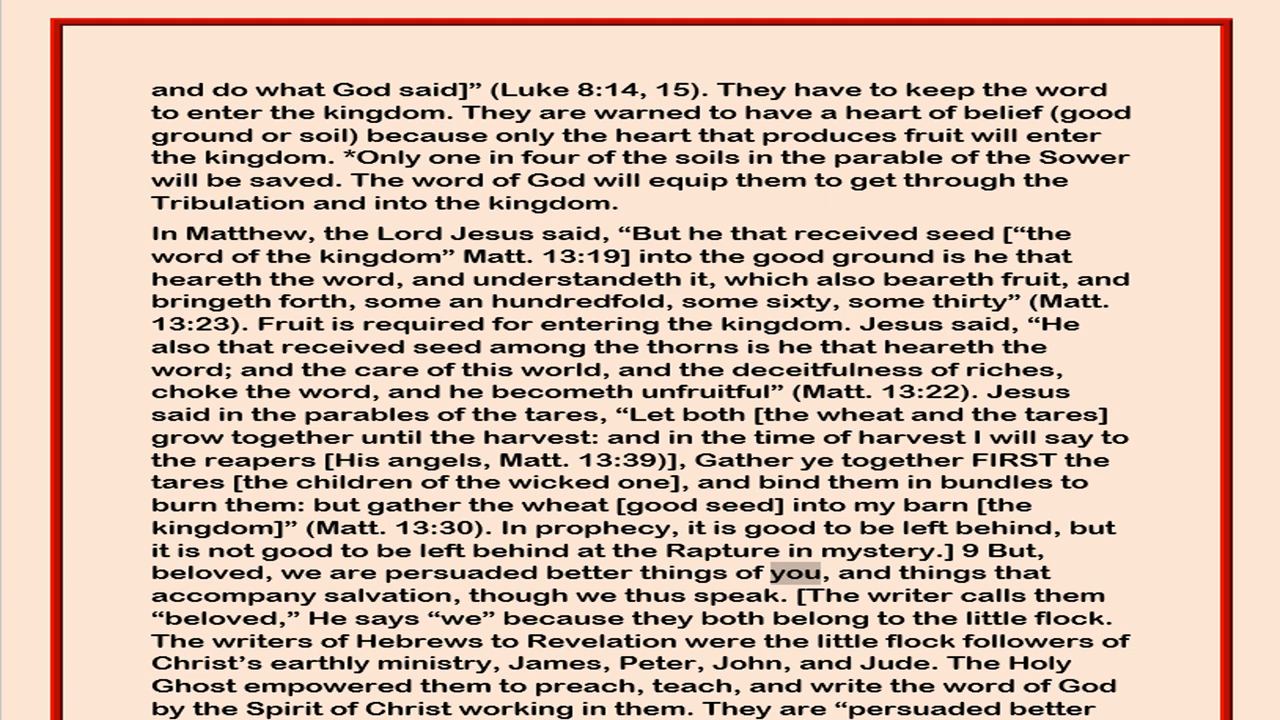 and do what God said]” (Luke 8:14, 15). They have to keep the word
to enter the kingdom. They are warned to have a heart of belief (good
ground or soil) because only the heart that produces fruit will enter
the kingdom. *Only one in four of the soils in the parable of the Sower
will be saved. The word of God will equip them to get through the
Tribulation and into the kingdom.
In Matthew, the Lord Jesus said, “But he that received seed [“the
word of the kingdom” Matt. 13:19] into the good ground is he that
heareth the word, and understandeth it, which also beareth fruit, and
bringeth forth, some an hundredfold, some sixty, some thirty” (Matt.
13:23). Fruit is required for entering the kingdom. Jesus said, “He
also that received seed among the thorns is he that heareth the
word; and the care of this world, and the deceitfulness of riches,
choke the word, and he becometh unfruitful” (Matt. 13:22). Jesus
said in the parables of the tares, “Let both [the wheat and the tares]
grow together until the harvest: and in the time of harvest I will say to
the reapers [His angels, Matt. 13:39)], Gather ye together FIRST the
tares [the children of the wicked one], and bind them in bundles to
burn them: but gather the wheat [good seed] into my barn [the
kingdom]” (Matt. 13:30). In prophecy, it is good to be left behind, but
it is not good to be left behind at the Rapture in mystery.] 9 But,
beloved, we are persuaded better things of you, and things that
accompany salvation, though we thus speak. [The writer calls them
“beloved,” He says “we” because they both belong to the little flock.
The writers of Hebrews to Revelation were the little flock followers of
Christ’s earthly ministry, James, Peter, John, and Jude. The Holy
Ghost empowered them to preach, teach, and write the word of God
by the Spirit of Christ working in them. They are “persuaded better